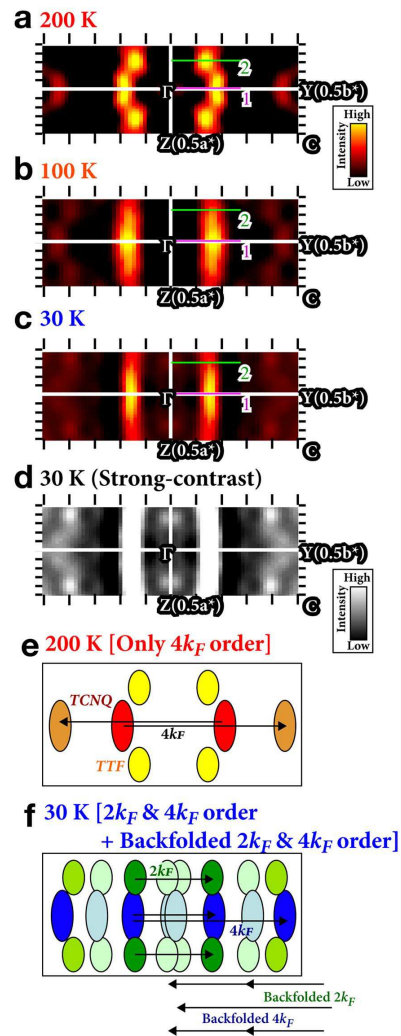 a 200 K
2
Γ Y(0.5b*)
1
Z(0.5a*) C
High
Intensity
Low
b 100 K
2
Γ Y(0.5b*)
1
Z(0.5a*) C
c 30 K
2
Γ Y(0.5b*)
1
Z(0.5a*) C
d 30 K (Strong-contrast)
Γ Y(0.5b*)
Z(0.5a*) C
High
Intensity
Low
e 200 K [Only 4kF order]
TCNQ
4kF
TTF
f 30 K [2kF & 4kF order
+ Backfolded 2kF & 4kF order]
2kF
4kF
Backfolded 2kF
Backfolded 4kF